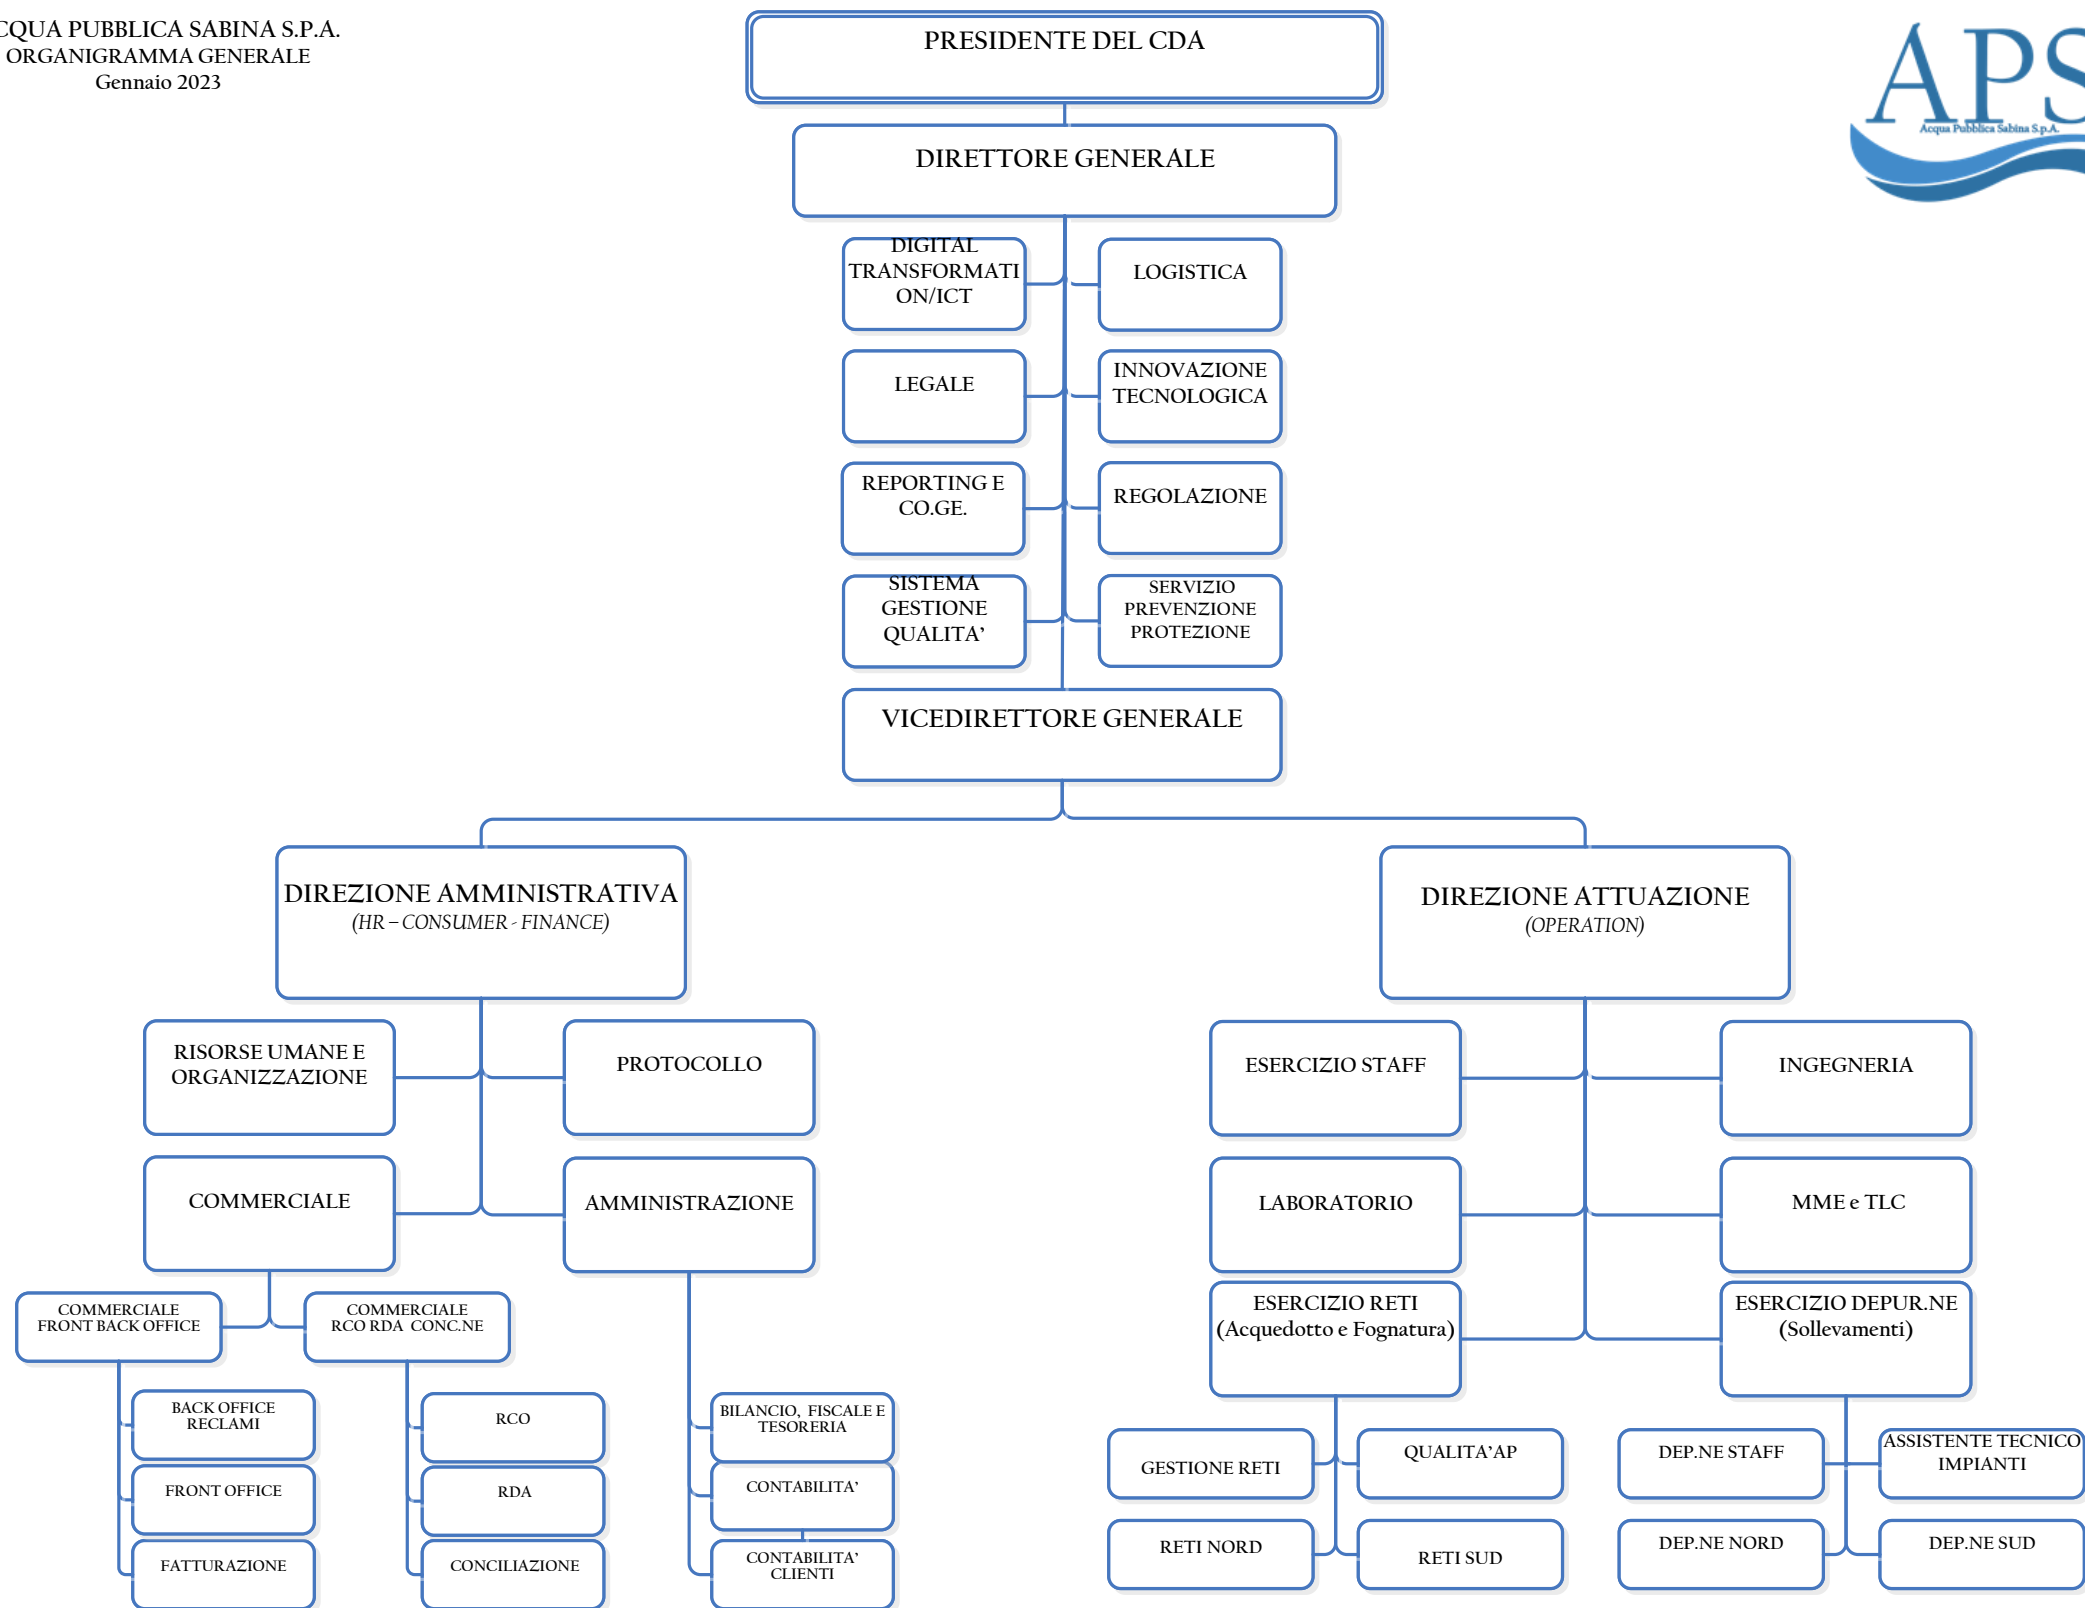 CQUA PUBBLICA SABINA S.P.A.
ORGANIGRAMMA GENERALE
Gennaio 2023
PRESIDENTE DEL CDA
APS
Acqua Pubblica Sabina S.p.A.
DIRETTORE GENERALE
DIGITAL
TRANSFORMATI
ON/ICT
LOGISTICA
LEGALE
INNOVAZIONE
TECNOLOGICA
REPORTING E
CO.GE.
REGOLAZIONE
SISTEMA
GESTIONE
QUALITA’
SERVIZIO
PREVENZIONE
PROTEZIONE
VICEDIRETTORE GENERALE
DIREZIONE AMMINISTRATIVA
(HR – CONSUMER - FINANCE)
DIREZIONE ATTUAZIONE
(OPERATION)
RISORSE UMANE E
ORGANIZZAZIONE
PROTOCOLLO
ESERCIZIO STAFF
INGEGNERIA
COMMERCIALE
AMMINISTRAZIONE
LABORATORIO
MME e TLC
COMMERCIALE
FRONT BACK OFFICE
COMMERCIALE
RCO RDA CONC.NE
ESERCIZIO RETI
(Acquedotto e Fognatura)
ESERCIZIO DEPUR.NE
(Sollevamenti)
BACK OFFICE
RECLAMI
RCO
BILANCIO, FISCALE E
TESORERIA
GESTIONE RETI
QUALITA’AP
DEP.NE STAFF
ASSISTENTE TECNICO
IMPIANTI
FRONT OFFICE
RDA
CONTABILITA’
RETI NORD
RETI SUD
DEP.NE NORD
DEP.NE SUD
FATTURAZIONE
CONCILIAZIONE
CONTABILITA’
CLIENTI